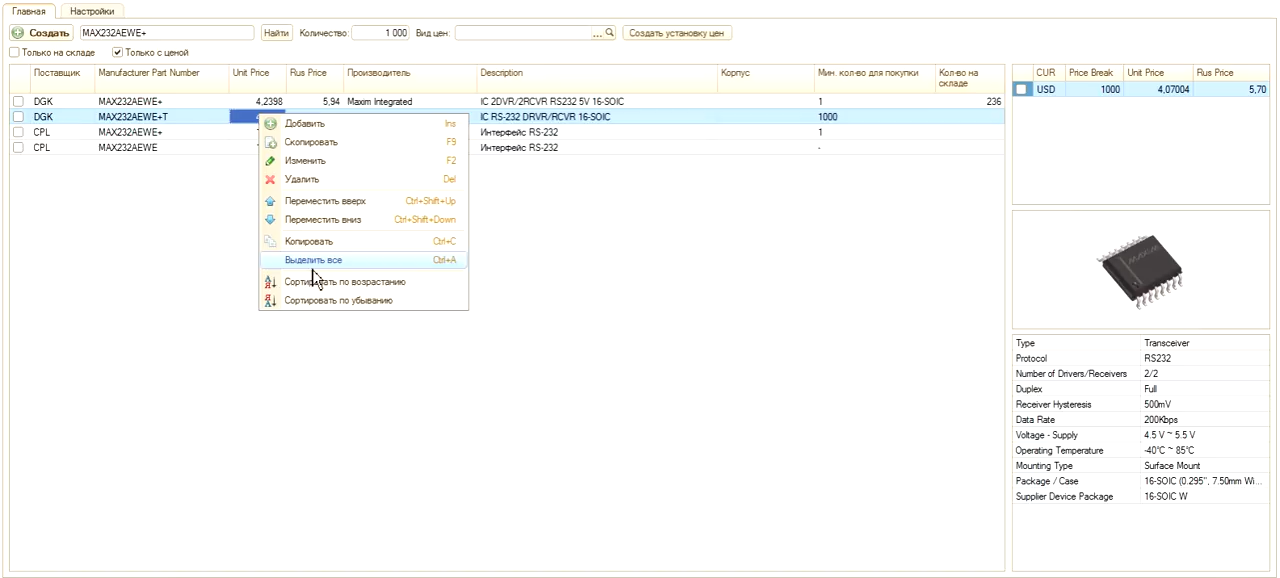 Главная Настройки
Создать MAX232AEWE+ Найти Количество: 1 000 Вид цен: ... Создать установку цен
Только на складе Только с ценой
Поставщик Manufacturer Part Number Unit Price Rus Price Производитель Description Корпус Мин. кол-во для покупки Кол-во на складе
DGK MAX232AEWE+ 4,2398 5,94 Maxim Integrated IC 2DVR/2RCVR RS232 5V 16-SOIC 1 236
DGK MAX232AEWE+T IC RS-232 DRVR/RCVR 16-SOIC 1000
CPL MAX232AEWE+ Интерфейс RS-232 1
CPL MAX232AEWE Интерфейс RS-232 -
Добавить Ins
Скопировать F9
Изменить F2
Удалить Del
Переместить вверх Ctrl+Shift+Up
Переместить вниз Ctrl+Shift+Down
Копировать Ctrl+C
Выделить все Ctrl+A
Сортировать по возрастанию
Сортировать по убыванию
CUR Price Break Unit Price Rus Price
USD 1000 4,07004 5,70
MAXIM
Type Transceiver
Protocol RS232
Number of Drivers/Receivers 2/2
Duplex Full
Receiver Hysteresis 500mV
Data Rate 200Kbps
Voltage - Supply 4.5 V ~ 5.5 V
Operating Temperature -40°C ~ 85°C
Mounting Type Surface Mount
Package / Case 16-SOIC (0.295", 7.50mm Wi...
Supplier Device Package 16-SOIC W